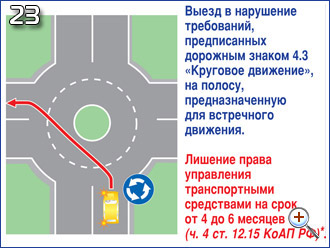 23
Выезд в нарушение
требований,
предписанных
дорожным знаком 4.3
«Круговое движение»,
на полосу,
предназначенную
для встречного
движения.
Лишение права
управления
транспортными
средствами на срок
от 4 до 6 месяцев
(ч. 4 ст. 12.15 КоАП РФ)*.